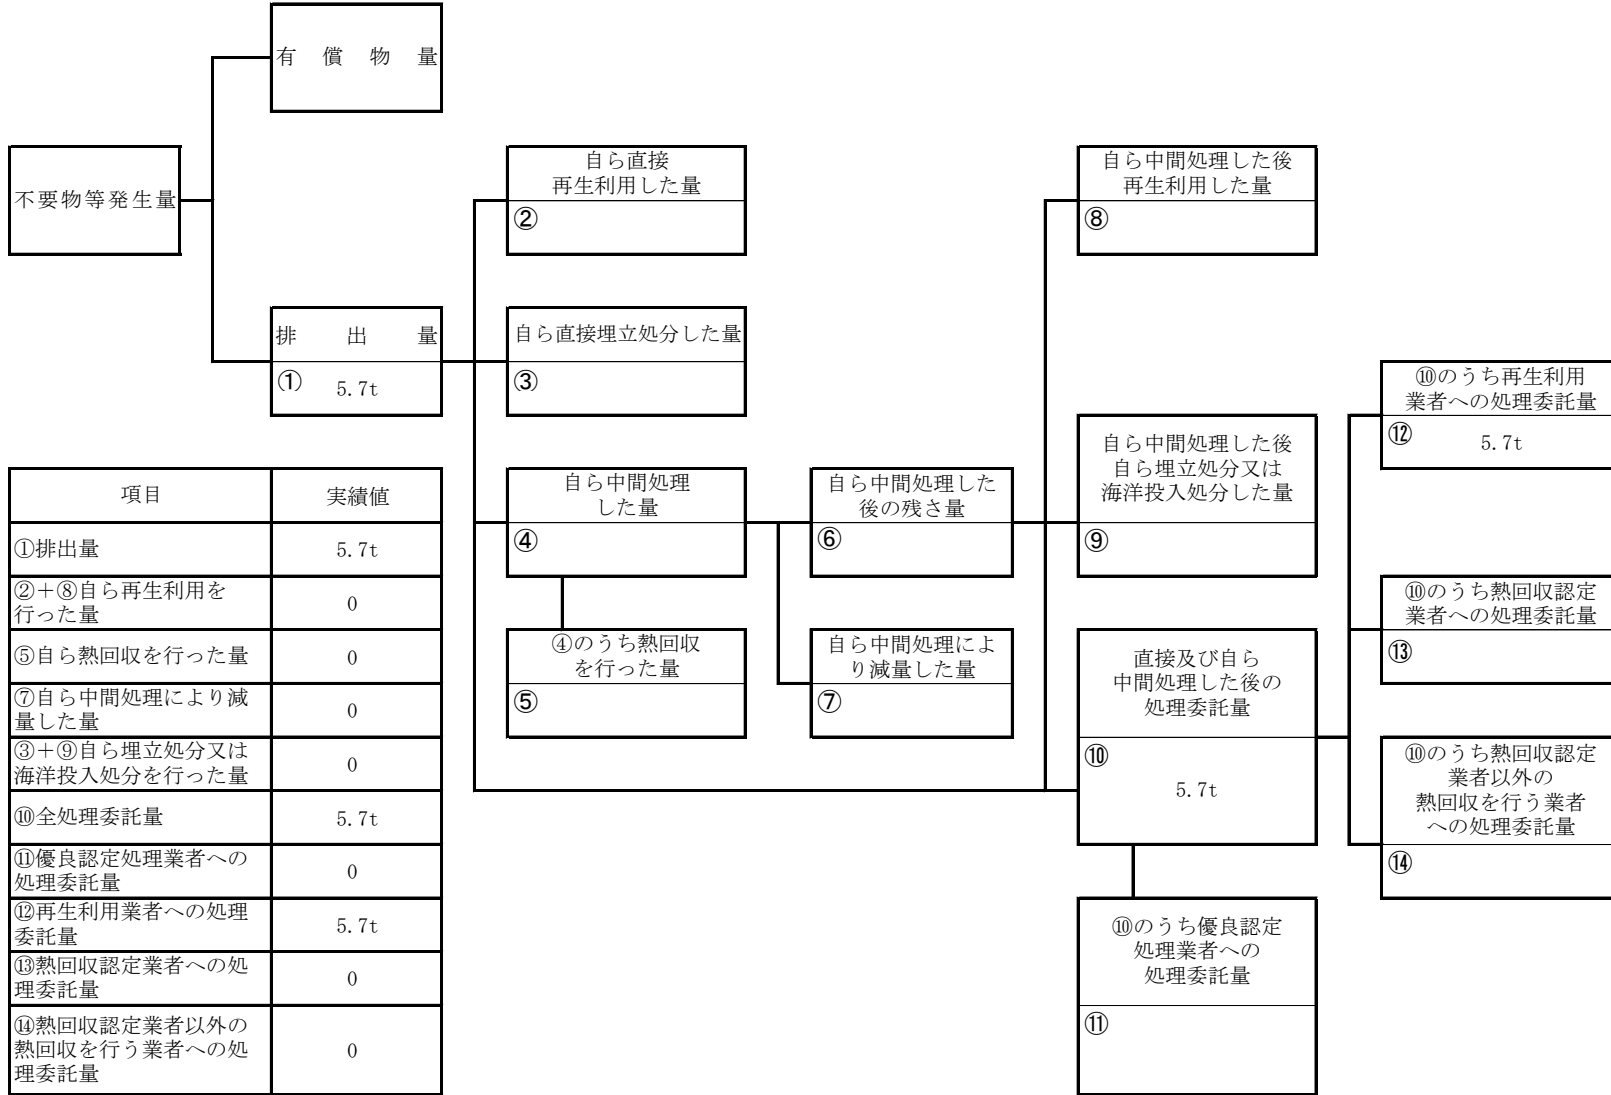 有償物量
不要物等発生量
排出量
① 5.7t
自ら直接
再生利用した量
②
自ら直接埋立処分した量
③
自ら中間処理
した量
④
④のうち熱回収
を行った量
⑤
自ら中間処理した
後の残さ量
⑥
自ら中間処理によ
り減量した量
⑦
自ら中間処理した後
再生利用した量
⑧
自ら中間処理した後
自ら埋立処分又は
海洋投入処分した量
⑨
直接及び自ら
中間処理した後の
処理委託量
⑩
5.7t
⑩のうち優良認定
処理業者への
処理委託量
⑪
⑩のうち再生利用
業者への処理委託量
⑫ 5.7t
⑩のうち熱回収認定
業者への処理委託量
⑬
⑩のうち熱回収認定
業者以外の
熱回収を行う業者
への処理委託量
⑭
項目 実績値
①排出量 5.7t
②+⑧自ら再生利用を
行った量 0
⑤自ら熱回収を行った量 0
⑦自ら中間処理により減
量した量 0
③+⑨自ら埋立処分又は
海洋投入処分を行った量 0
⑩全処理委託量 5.7t
⑪優良認定処理業者への
処理委託量 0
⑫再生利用業者への処理
委託量 5.7t
⑬熱回収認定業者への処
理委託量 0
⑭熱回収認定業者以外の
熱回収を行う業者への処
理委託量 0